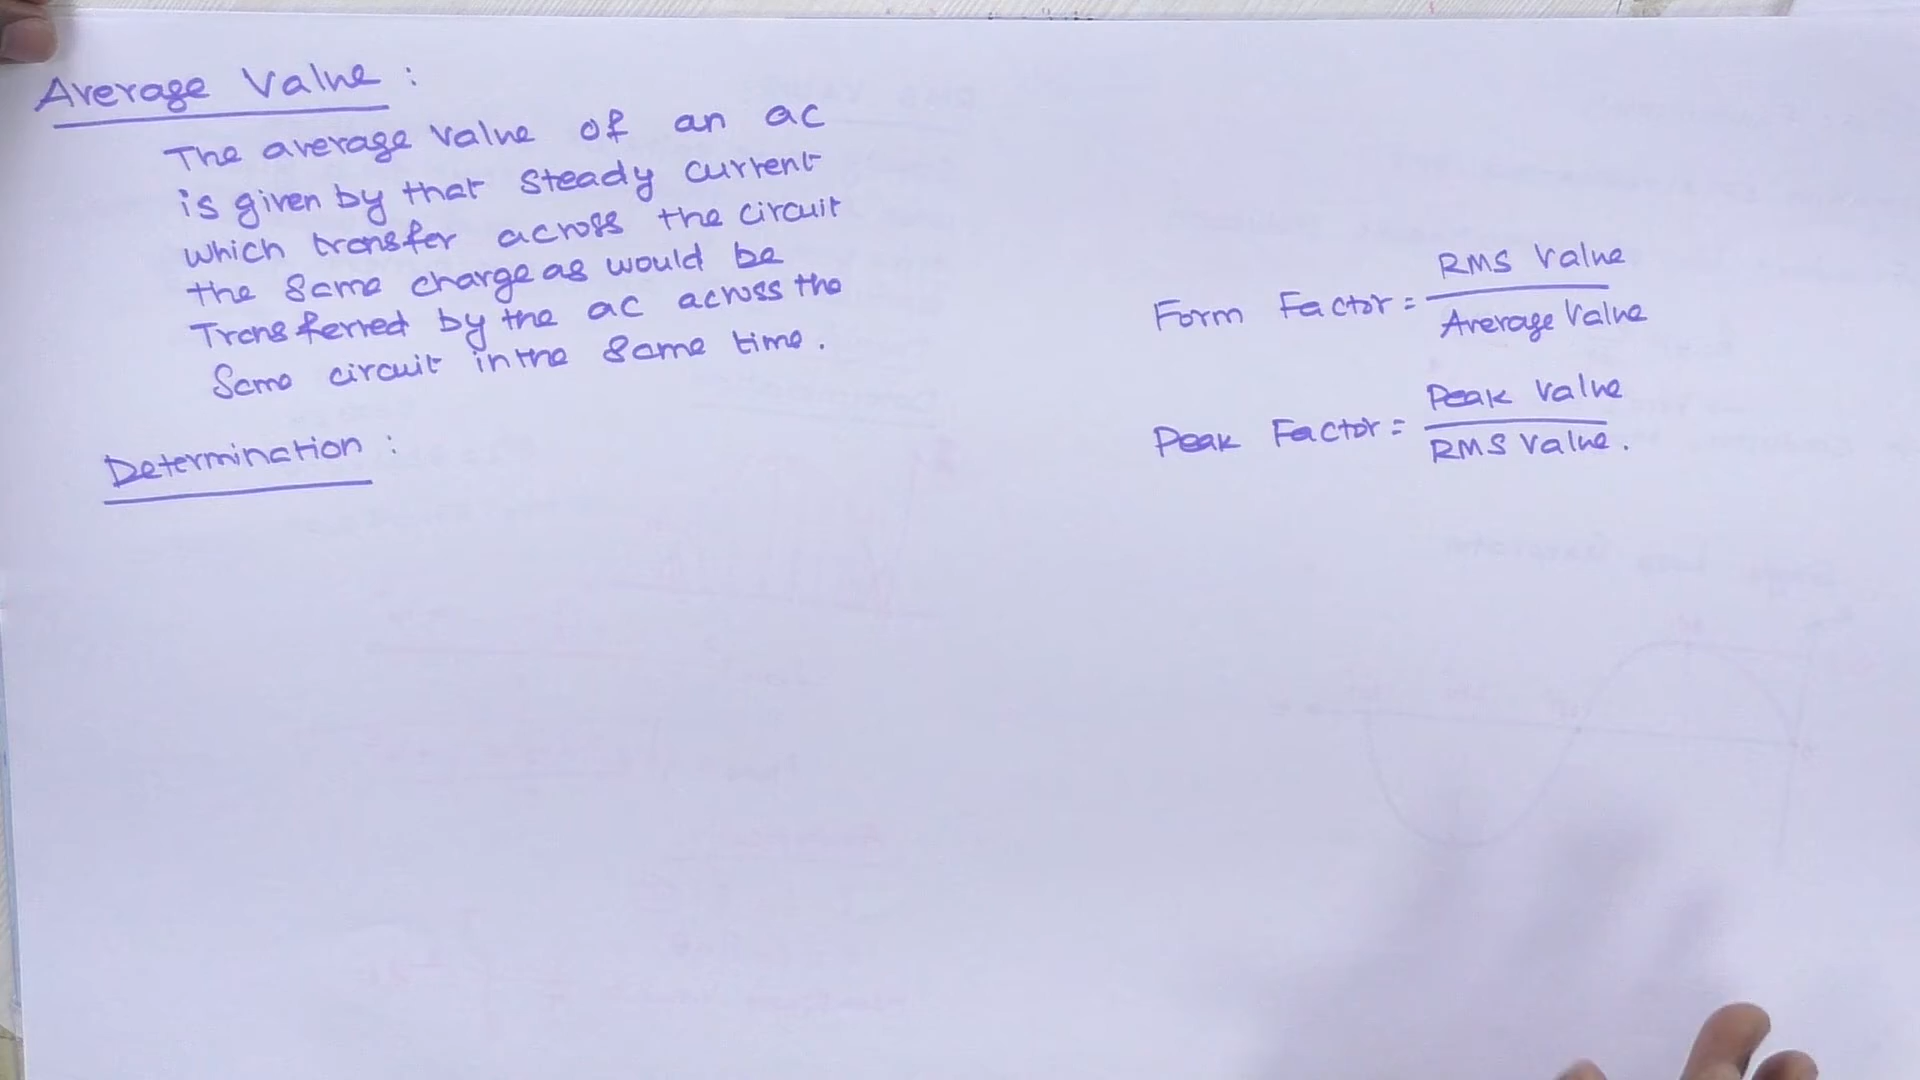 Average Value :
The average value of an ac
is given by that steady current
which transfer across the circuit
the same charge as would be
Transferred by the ac across the
Same circuit in the same time.
Determination :
Form Factor = RMS Value
Average Value
Peak Factor = Peak Value
RMS Value.